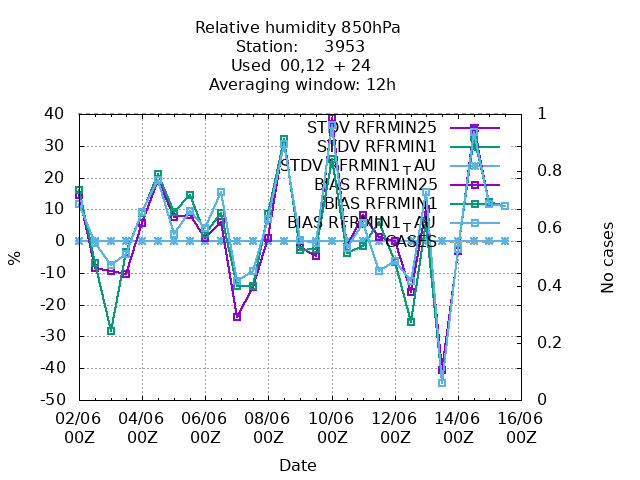 Relative humidity 850hPa
Station: 3953
Used 00,12 + 24
Averaging window: 12h
40
30
20
10
0
-10
-20
-30
-40
-50
%
1
0.8
0.6
0.4
0.2
0
No cases
STDV RFRMIN25
STDV RFRMIN1
STDV RFRMIN1_AU
BIAS RFRMIN25
BIAS RFRMIN1
BIAS RFRMIN1_AU
CASES
02/06 04/06 06/06 08/06 10/06 12/06 14/06 16/06
00Z 00Z 00Z 00Z 00Z 00Z 00Z 00Z
Date